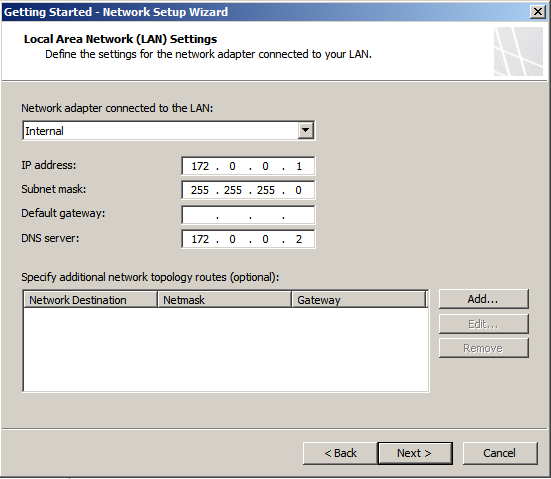 Getting Started - Network Setup Wizard
Local Area Network (LAN) Settings
Define the settings for the network adapter connected to your LAN.
Network adapter connected to the LAN:
Internal
IP address: 172 . 0 . 0 . 1
Subnet mask: 255 . 255 . 255 . 0
Default gateway: . . .
DNS server: 172 . 0 . 0 . 2
Specify additional network topology routes (optional):
Network Destination Netmask Gateway
Add...
Edit...
Remove
< Back Next > Cancel